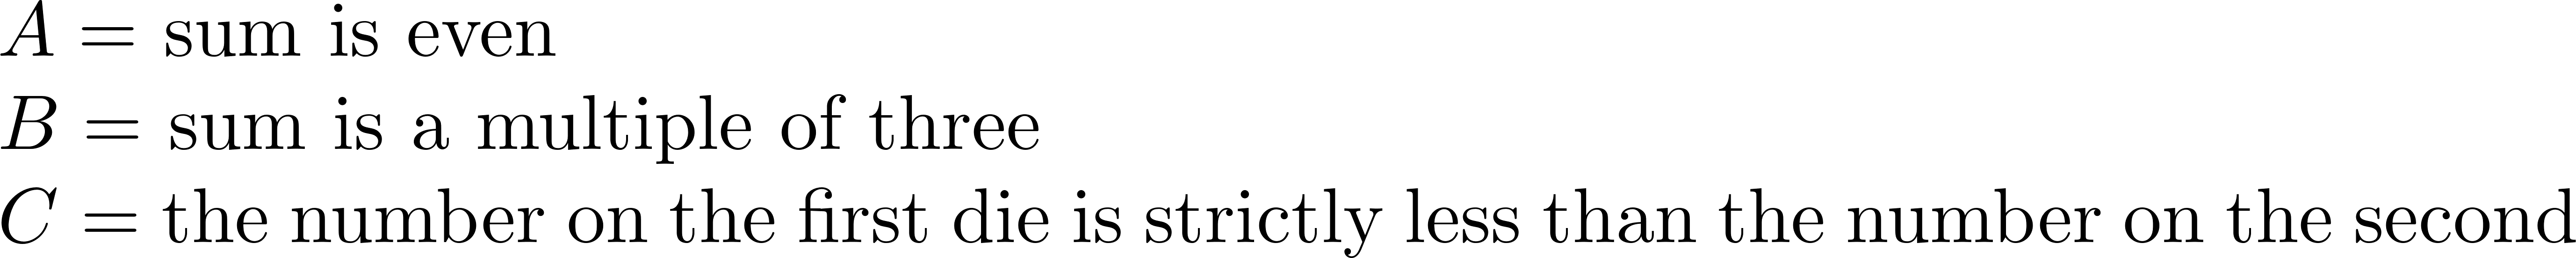 A = sum is even
B = sum is a multiple of three
C = the number on the first die is strictly less than the number on the second